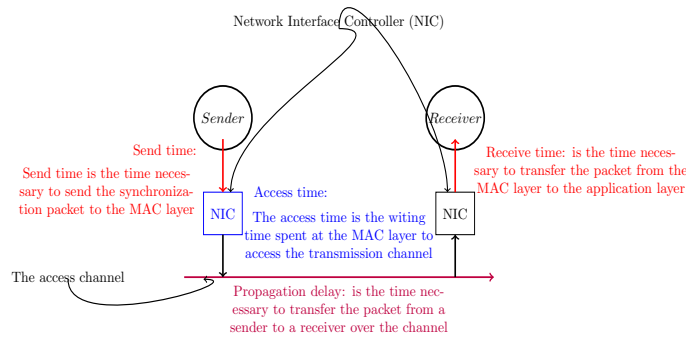 Network Interface Controller (NIC)
Sender
Receiver
Send time:
Send time is the time neces-
sary to send the synchroniza-
tion packet to the MAC layer
Receive time: is the time neces-
sary to transfer the packet from the
MAC layer to the application layer
NIC
Access time:
The access time is the witing
time spent at the MAC layer to
access the transmission channel
NIC
The access channel
Propagation delay: is the time nec-
essary to transfer the packet from a
sender to a receiver over the channel